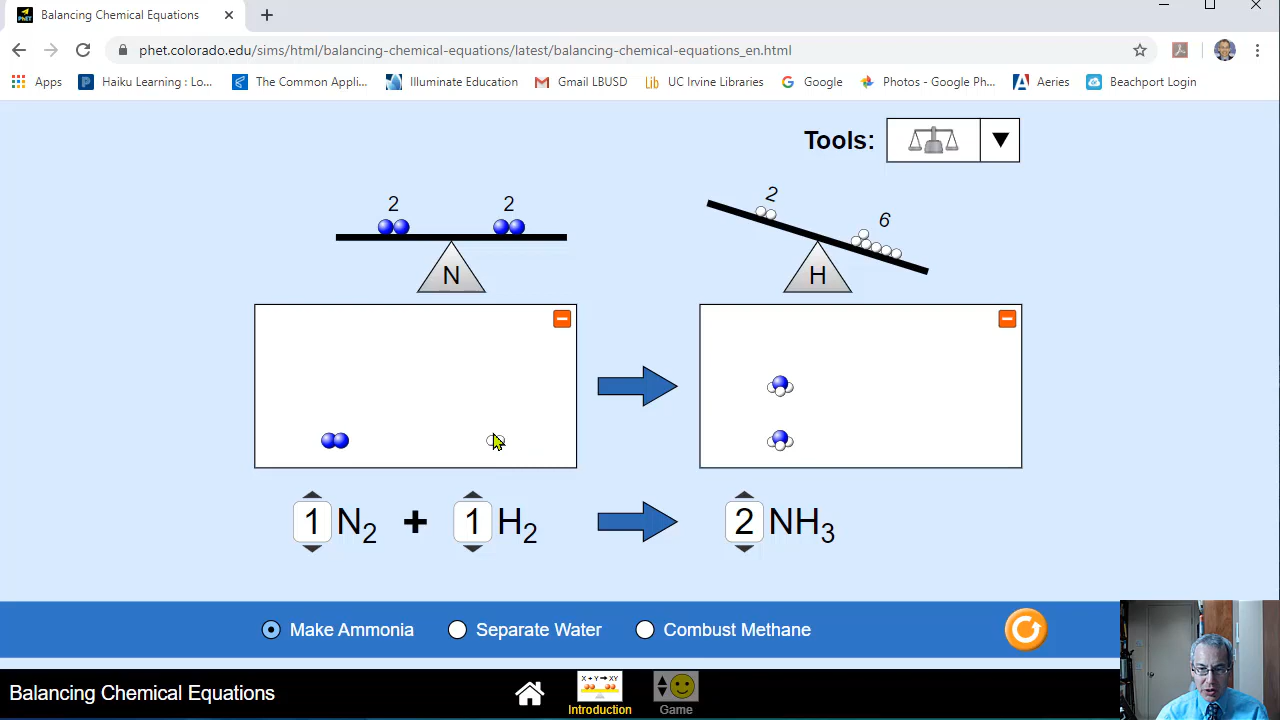 PhET Balancing Chemical Equations
phet.colorado.edu/sims/html/balancing-chemical-equations/latest/balancing-chemical-equations_en.html
Apps P Haiku Learning : Lo... The Common Appli... Illuminate Education Gmail LBUSD Lib UC Irvine Libraries Google Photos - Google Ph... Aeries Beachport Login
Tools:
2 2 2 6
N H
1 N2 + 1 H2 2 NH3
Make Ammonia Separate Water Combust Methane
X + Y → XY
Balancing Chemical Equations Introduction Game